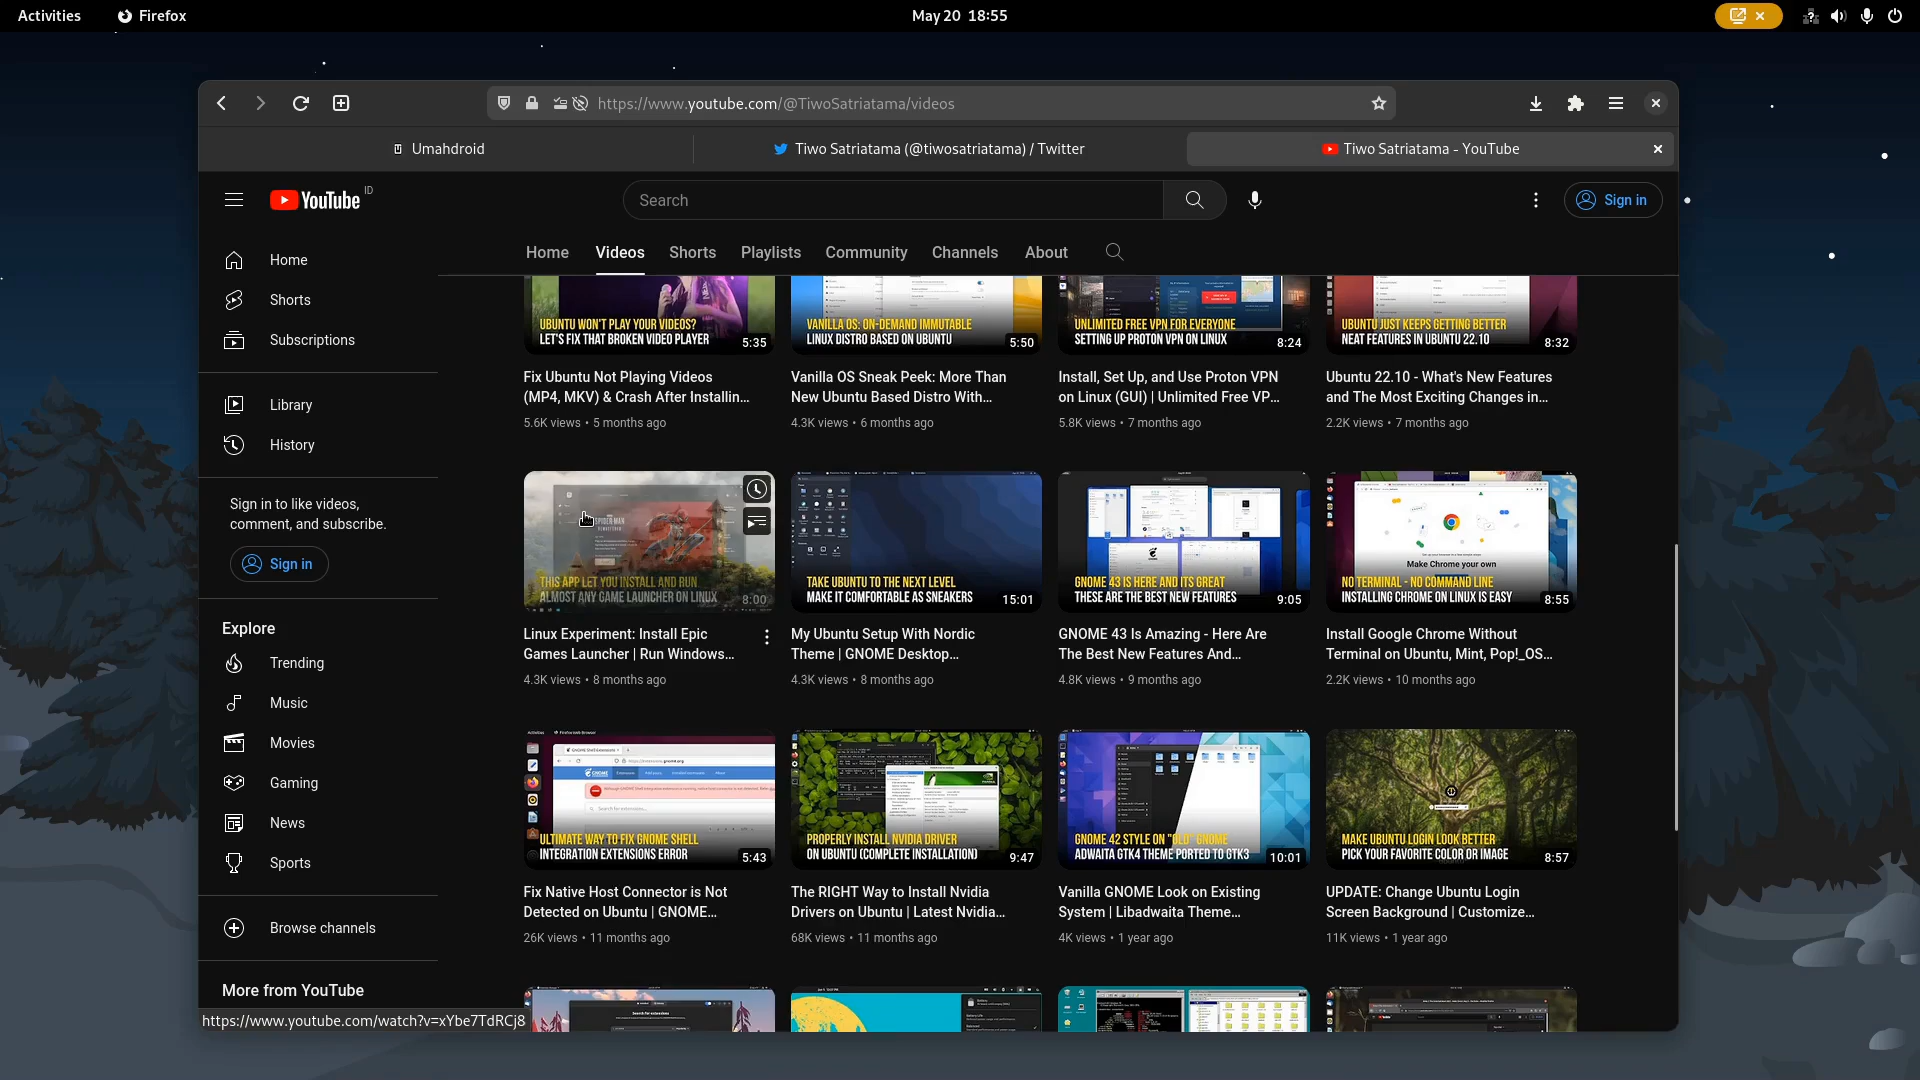 Activities Firefox May 20 18:55
https://www.youtube.com/@TiwoSatriatama/videos
Umahdroid Tiwo Satriatama (@tiwosatriatama) / Twitter Tiwo Satriatama - YouTube
YouTube ID Search Sign in
Home Videos Shorts Playlists Community Channels About
Home
Shorts
Subscriptions
Library
History
Sign in to like videos,
comment, and subscribe.
Sign in
Explore
Trending
Music
Movies
Gaming
News
Sports
Browse channels
More from YouTube
https://www.youtube.com/watch?v=xYbe7TdRCj8
UBUNTU WON'T PLAY YOUR VIDEOS?
LET'S FIX THAT BROKEN VIDEO PLAYER
5:35
Fix Ubuntu Not Playing Videos
(MP4, MKV) & Crash After Installin...
5.6K views • 5 months ago
VANILLA OS: ON-DEMAND IMMUTABLE
LINUX DISTRO BASED ON UBUNTU
5:50
Vanilla OS Sneak Peek: More Than
New Ubuntu Based Distro With...
4.3K views • 6 months ago
UNLIMITED FREE VPN FOR EVERYONE
SETTING UP PROTON VPN ON LINUX
8:24
Install, Set Up, and Use Proton VPN
on Linux (GUI) | Unlimited Free VP...
5.8K views • 7 months ago
UBUNTU JUST KEEPS GETTING BETTER
NEAT FEATURES IN UBUNTU 22.10
8:32
Ubuntu 22.10 - What's New Features
and The Most Exciting Changes in...
2.2K views • 7 months ago
THIS APP LET YOU INSTALL AND RUN
ALMOST ANY GAME LAUNCHER ON LINUX
8:00
Linux Experiment: Install Epic
Games Launcher | Run Windows...
4.3K views • 8 months ago
TAKE UBUNTU TO THE NEXT LEVEL
MAKE IT COMFORTABLE AS SNEAKERS
15:01
My Ubuntu Setup With Nordic
Theme | GNOME Desktop...
4.3K views • 8 months ago
GNOME 43 IS HERE AND ITS GREAT
THESE ARE THE BEST NEW FEATURES
9:05
GNOME 43 Is Amazing - Here Are
The Best New Features And...
4.8K views • 9 months ago
Make Chrome your own
NO TERMINAL - NO COMMAND LINE
INSTALLING CHROME ON LINUX IS EASY
8:55
Install Google Chrome Without
Terminal on Ubuntu, Mint, Pop!_OS...
2.2K views • 10 months ago
ULTIMATE WAY TO FIX GNOME SHELL
INTEGRATION EXTENSIONS ERROR
5:43
Fix Native Host Connector is Not
Detected on Ubuntu | GNOME...
26K views • 11 months ago
PROPERLY INSTALL NVIDIA DRIVER
ON UBUNTU (COMPLETE INSTALLATION)
9:47
The RIGHT Way to Install Nvidia
Drivers on Ubuntu | Latest Nvidia...
68K views • 11 months ago
GNOME 42 STYLE ON "OLD" GNOME
ADWAITA GTK4 THEME PORTED TO GTK3
10:01
Vanilla GNOME Look on Existing
System | Libadwaita Theme...
4K views • 1 year ago
MAKE UBUNTU LOGIN LOOK BETTER
PICK YOUR FAVORITE COLOR OR IMAGE
8:57
UPDATE: Change Ubuntu Login
Screen Background | Customize...
11K views • 1 year ago